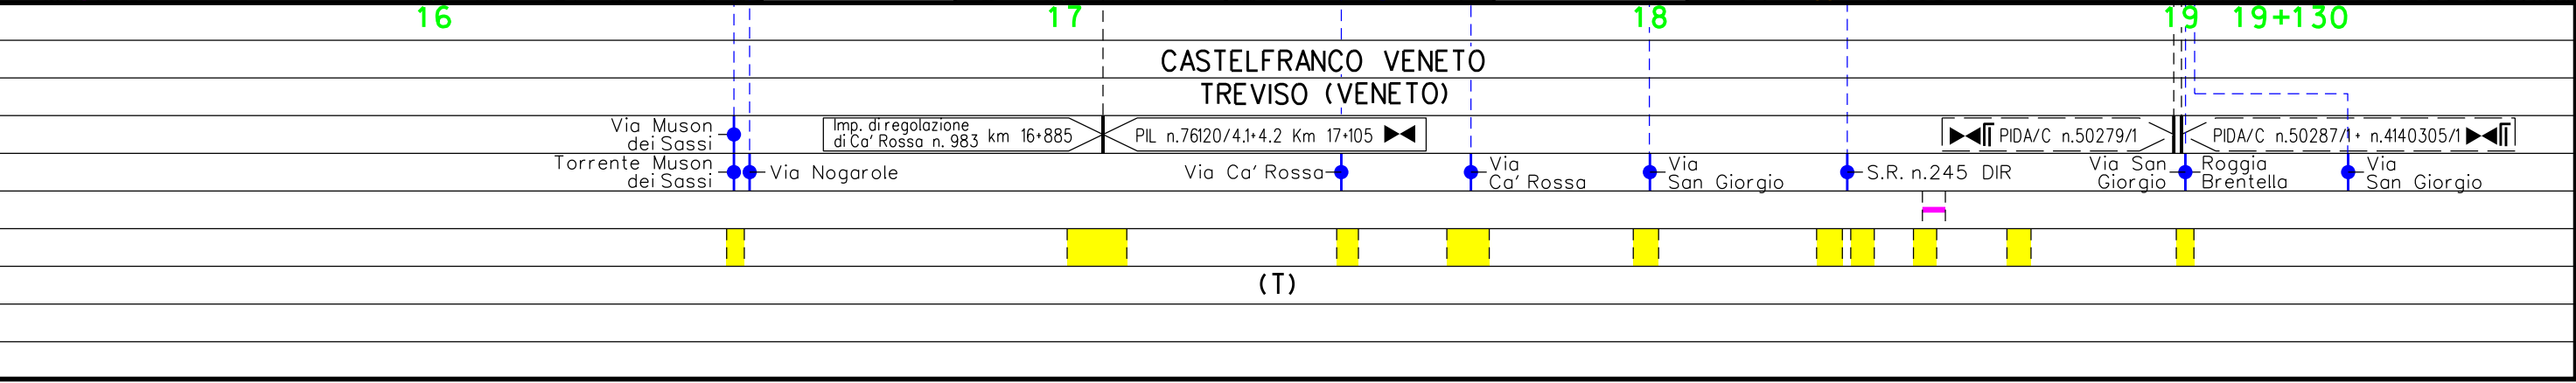 16 17 18 19 19+130
CASTELFRANCO VENETO
TREVISO (VENETO)
Via Muson
dei Sassi
Imp. di regolazione
di Ca' Rossa n. 983 km 16+885
PIL n.76120/4.1+4.2 Km 17+105
PIDA/C n.50279/1
PIDA/C n.50287/1 + n.4140305/1
Torrente Muson
dei Sassi
Via Nogarole
Via Ca' Rossa
Via
Ca' Rossa
Via
San Giorgio
S.R. n.245 DIR
Via San
Giorgio
Roggia
Brentella
Via
San Giorgio
(T)